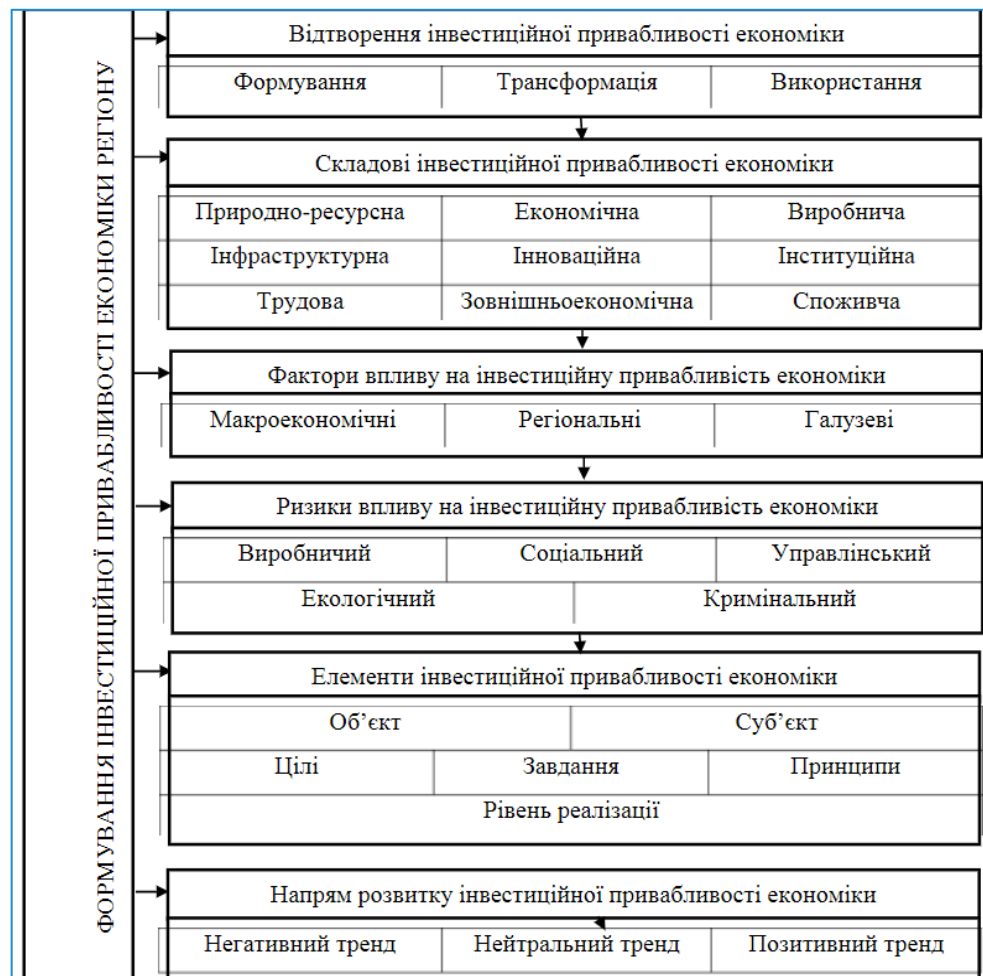 ФОРМУВАННЯ ІНВЕСТИЦІЙНОЇ ПРИВАБЛИВОСТІ ЕКОНОМІКИ РЕГІОНУ
Відтворення інвестиційної привабливості економіки
Формування Трансформація Використання
Складові інвестиційної привабливості економіки
Природно-ресурсна Економічна Виробнича
Інфраструктурна Інноваційна Інституційна
Трудова Зовнішньоекономічна Споживча
Фактори впливу на інвестиційну привабливість економіки
Макроекономічні Регіональні Галузеві
Ризики впливу на інвестиційну привабливість економіки
Виробничий Соціальний Управлінський
Екологічний Кримінальний
Елементи інвестиційної привабливості економіки
Об’єкт Суб’єкт
Цілі Завдання Принципи
Рівень реалізації
Напрям розвитку інвестиційної привабливості економіки
Негативний тренд Нейтральний тренд Позитивний тренд